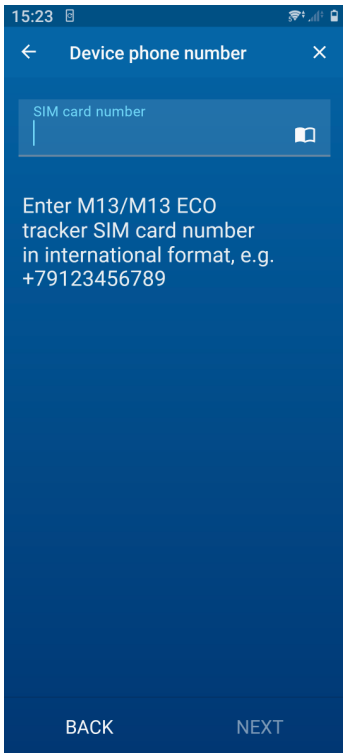 15:23
Device phone number
SIM card number
Enter M13/M13 ECO
tracker SIM card number
in international format, e.g.
+79123456789
BACK NEXT